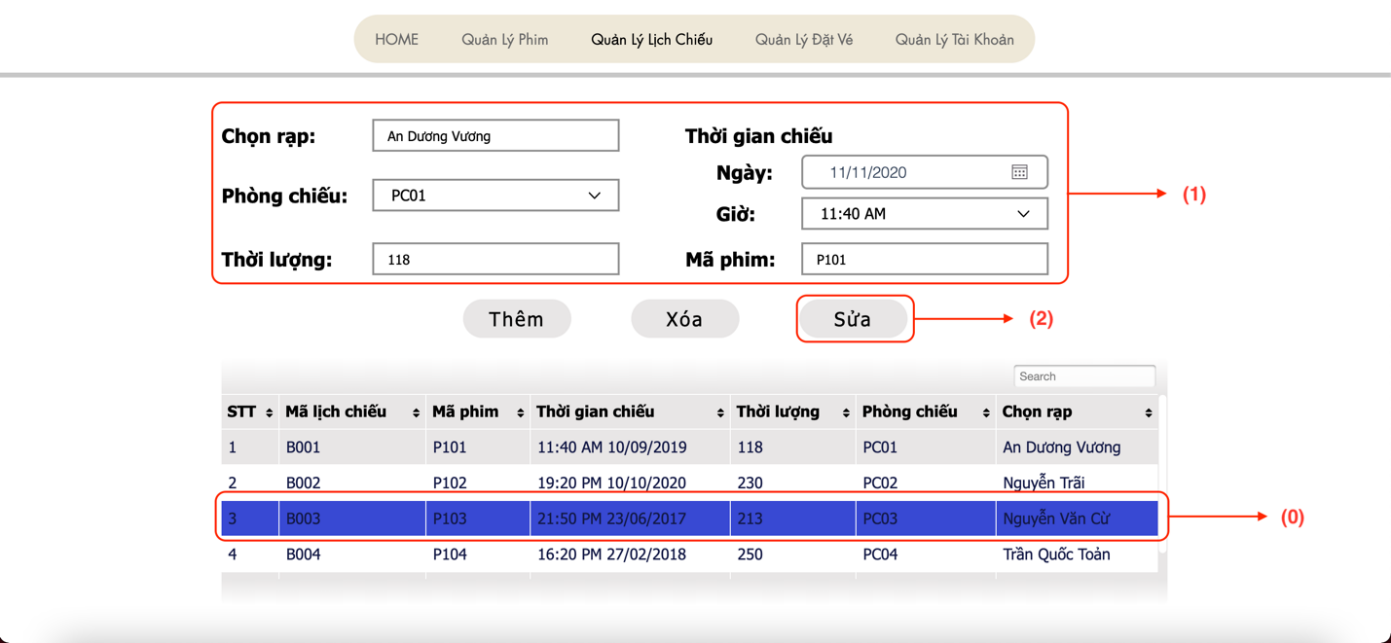 HOME Quản Lý Phim Quản Lý Lịch Chiếu Quản Lý Đặt Vé Quản Lý Tài Khoản
Chọn rạp: An Dương Vương Thời gian chiếu
Ngày: 11/11/2020
Phòng chiếu: PC01 (1)
Giờ: 11:40 AM
Thời lượng: 118 Mã phim: P101
Thêm Xóa Sửa (2)
Search
STT Mã lịch chiếu Mã phim Thời gian chiếu Thời lượng Phòng chiếu Chọn rạp
1 B001 P101 11:40 AM 10/09/2019 118 PC01 An Dương Vương
2 B002 P102 19:20 PM 10/10/2020 230 PC02 Nguyễn Trãi
3 B003 P103 21:50 PM 23/06/2017 213 PC03 Nguyễn Văn Cừ (0)
4 B004 P104 16:20 PM 27/02/2018 250 PC04 Trần Quốc Toản